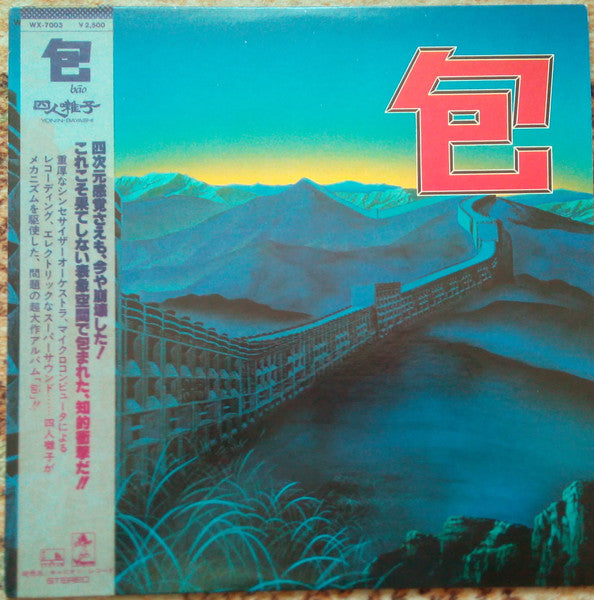 WX-7003 ¥2,500
包
bāo
四人囃子
YONIN-BAYASHI
包
四次元感覚さえも、今や崩壊した!
これこそ果てしない表象空間で包まれた、知的衝撃だ!!
重厚なシンセサイザーオーケストラ、マイクロコンピュータによる
レコーディング、エレクトリックなスーパーサウンド……四人囃子が
メカニズムを駆使した、問題の超大作アルバム「包」!!
STEREO